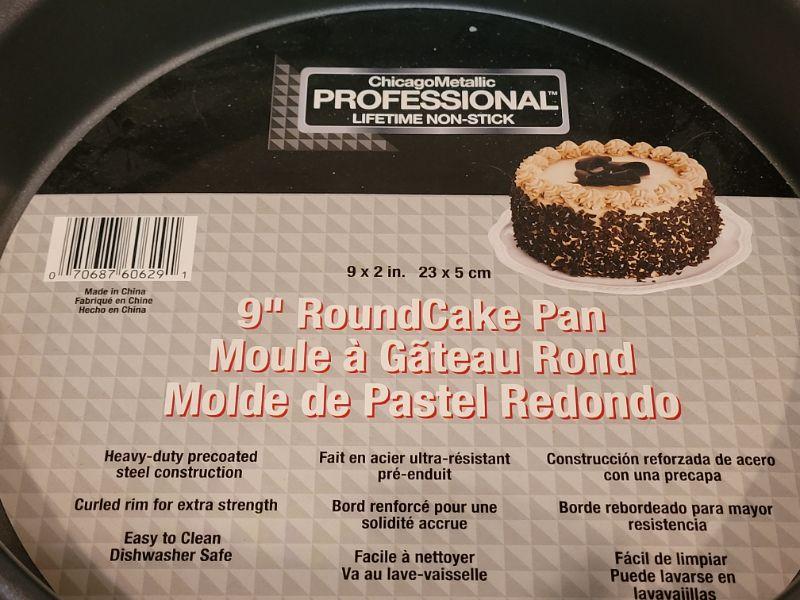 ChicagoMetallic
PROFESSIONAL™
LIFETIME NON-STICK
0 70687 60629 1
Made in China
Fabriqué en Chine
Hecho en China
9 x 2 in. 23 x 5 cm
9" RoundCake Pan
Moule à Gãteau Rond
Molde de Pastel Redondo
Heavy-duty precoated
steel construction
Curled rim for extra strength
Easy to Clean
Dishwasher Safe
Fait en acier ultra-résistant
pré-enduit
Bord renforcé pour une
solidité accrue
Facile à nettoyer
Va au lave-vaisselle
Construcción reforzada de acero
con una precapa
Borde rebordeado para mayor
resistencia
Fácil de limpiar
Puede lavarse en
lavavajillas